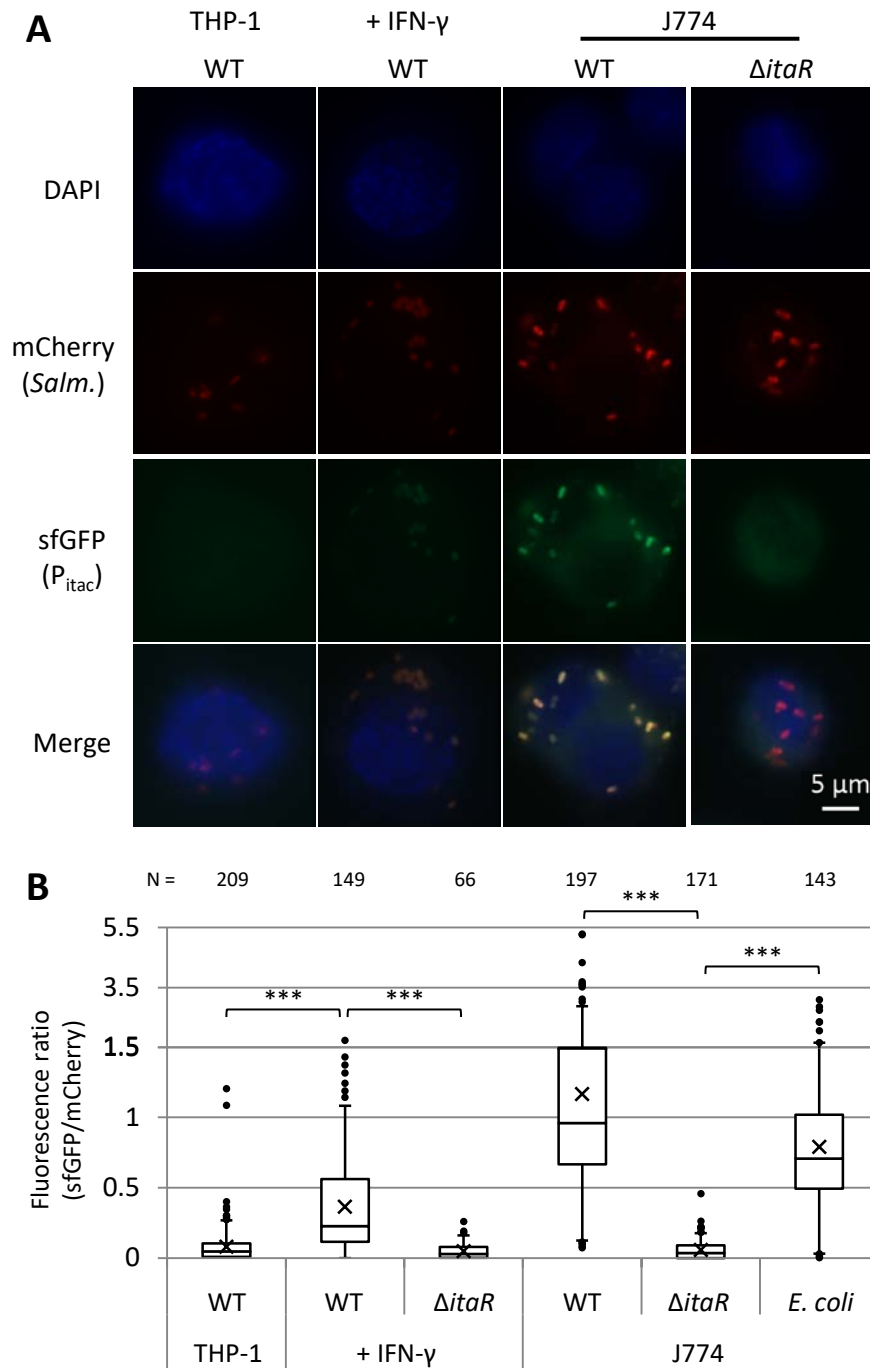 A
THP-1 + IFN-γ J774
WT WT WT ΔitaR
DAPI
mCherry
(Salm.)
sfGFP
(Pitac)
Merge
5 μm
B
N = 209 149 66 197 171 143
*** *** *** ***
Fluorescence ratio
(sfGFP/mCherry)
5.5
3.5
1.5
1
0.5
0
WT WT ΔitaR WT ΔitaR E. coli
THP-1 + IFN-γ J774